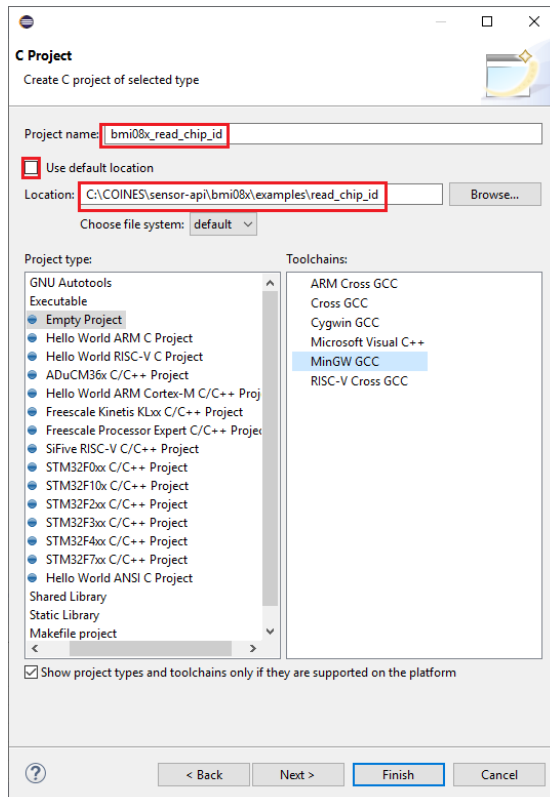 C Project
Create C project of selected type
Project name: bmi08x_read_chip_id
Use default location
Location: C:\COINES\sensor-api\bmi08x\examples\read_chip_id Browse...
Choose file system: default
Project type:
GNU Autotools
Executable
Empty Project
Hello World ARM C Project
Hello World RISC-V C Project
ADuCM36x C/C++ Project
Hello World ARM Cortex-M C/C++ Proj
Freescale Kinetis KLxx C/C++ Project
Freescale Processor Expert C/C++ Projec
SiFive RISC-V C/C++ Project
STM32F0xx C/C++ Project
STM32F10x C/C++ Project
STM32F2xx C/C++ Project
STM32F3xx C/C++ Project
STM32F4xx C/C++ Project
STM32F7xx C/C++ Project
Hello World ANSI C Project
Shared Library
Static Library
Makefile project
Toolchains:
ARM Cross GCC
Cross GCC
Cygwin GCC
Microsoft Visual C++
MinGW GCC
RISC-V Cross GCC
Show project types and toolchains only if they are supported on the platform
? < Back Next > Finish Cancel